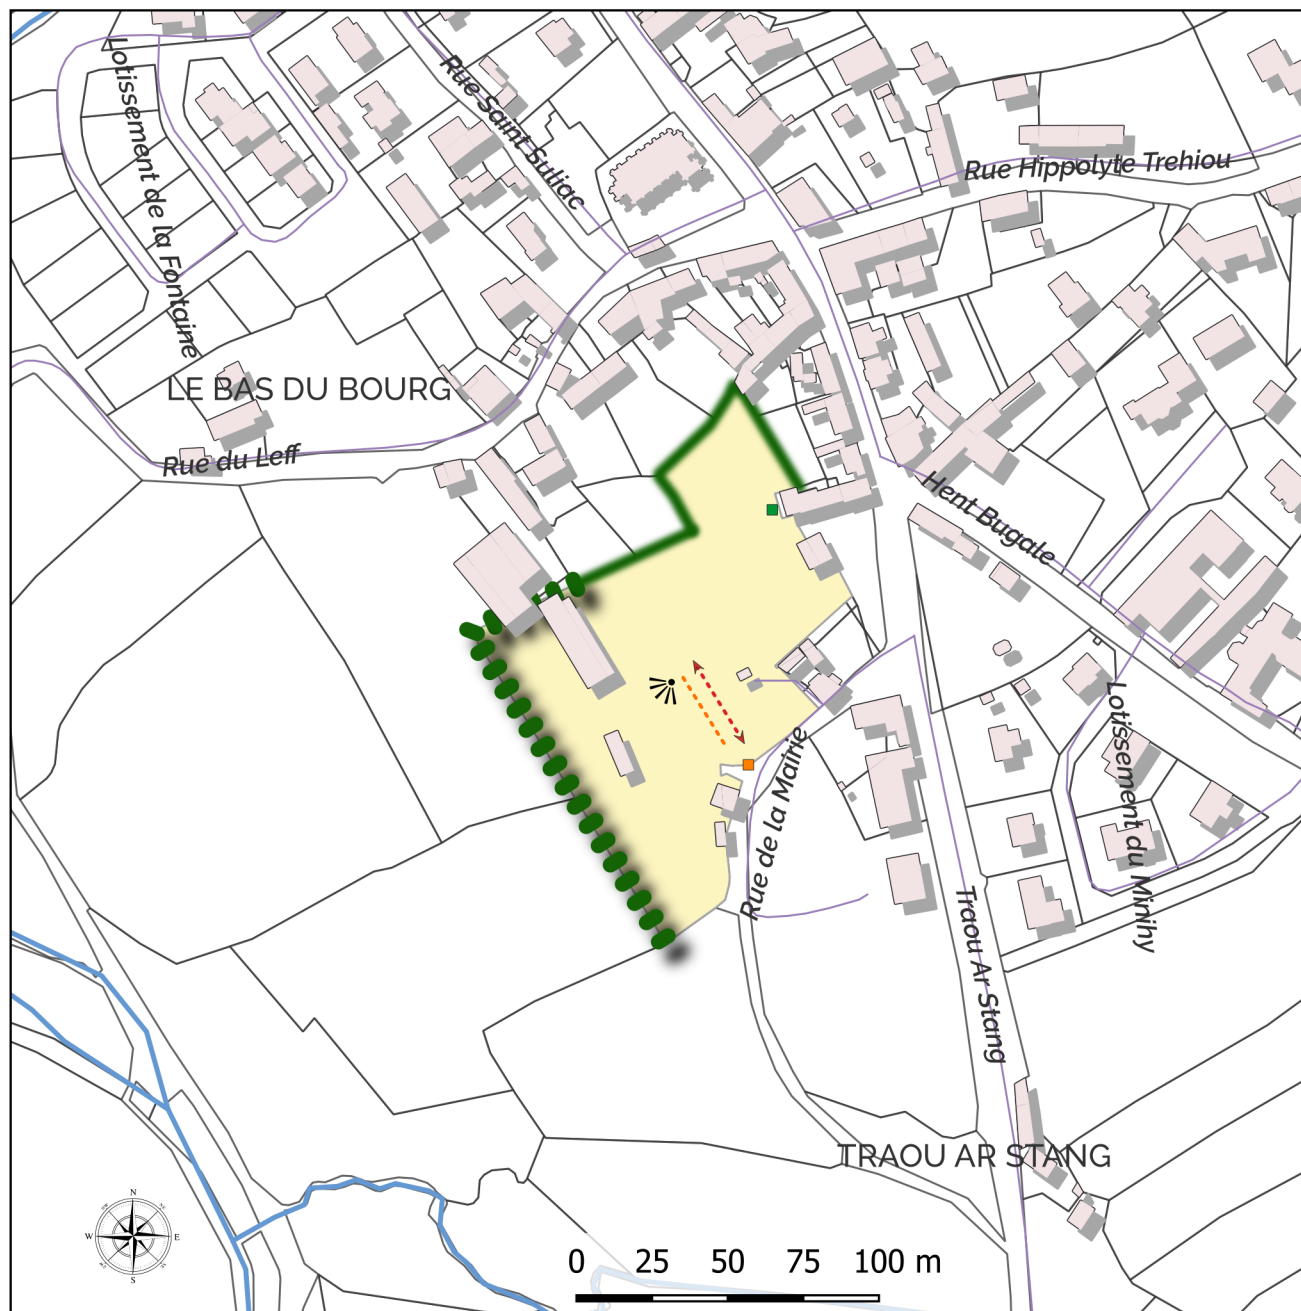 Lotissement de la Fontaine
Rue Saint Suliac
Rue Hippolyte Trehiou
LE BAS DU BOURG
Rue du Leff
Hent Bugale
Rue de la Mairie
Lotissement du Minihy
Traou Ar Stang
TRAOU AR STANG
N
W
E
S
0 25 50 75 100 m